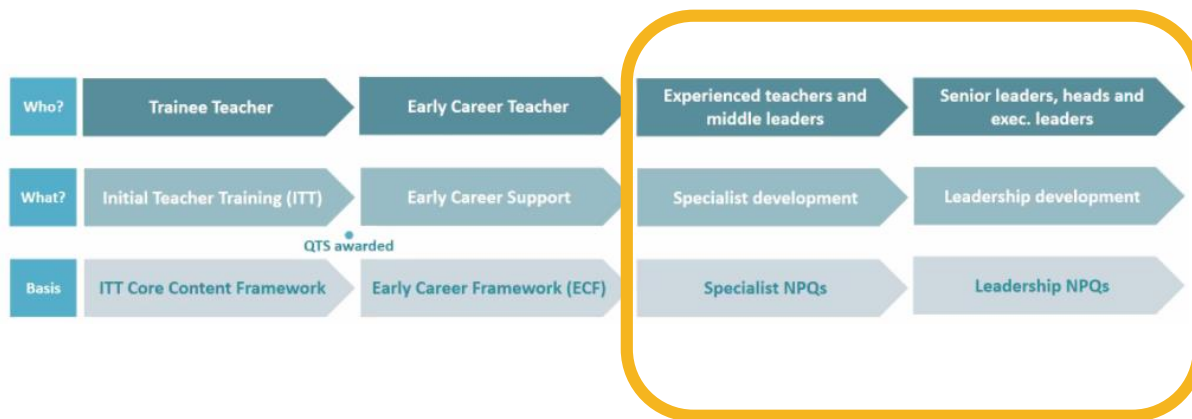 Who?
Trainee Teacher
Early Career Teacher
Experienced teachers and
middle leaders
Senior leaders, heads and
exec. leaders
What?
Initial Teacher Training (ITT)
Early Career Support
Specialist development
Leadership development
QTS awarded
Basis
ITT Core Content Framework
Early Career Framework (ECF)
Specialist NPQs
Leadership NPQs